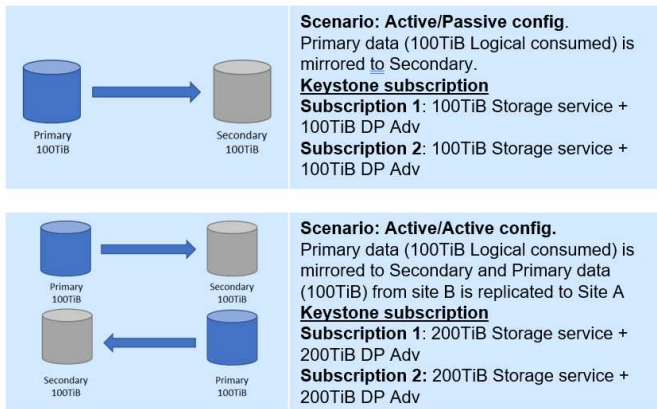 Scenario: Active/Passive config.
Primary data (100TiB Logical consumed) is
mirrored to Secondary.
Keystone subscription
Subscription 1: 100TiB Storage service +
100TiB DP Adv
Subscription 2: 100TiB Storage service +
100TiB DP Adv
Primary
100TiB
Secondary
100TiB
Scenario: Active/Active config.
Primary data (100TiB Logical consumed) is
mirrored to Secondary and Primary data
(100TiB) from site B is replicated to Site A
Keystone subscription
Subscription 1: 200TiB Storage service +
200TiB DP Adv
Subscription 2: 200TiB Storage service +
200TiB DP Adv
Primary
100TiB
Secondary
100TiB
Secondary
100TiB
Primary
100TiB